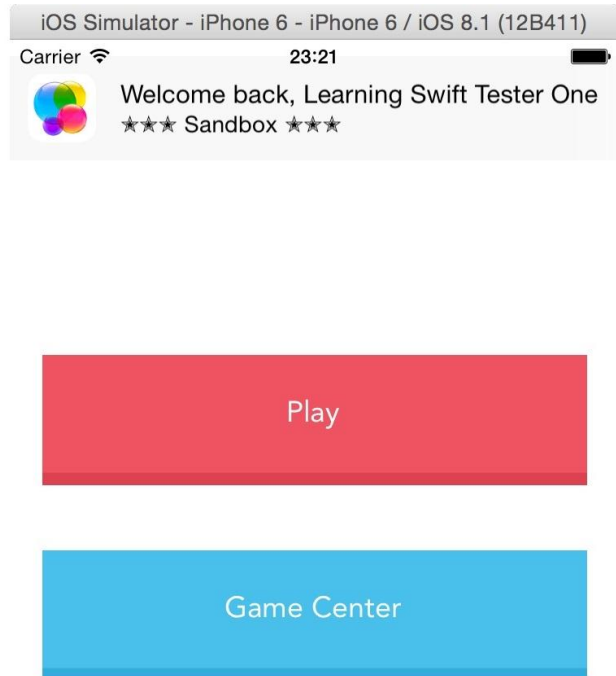 iOS Simulator - iPhone 6 - iPhone 6 / iOS 8.1 (12B411)
Carrier 23:21
Welcome back, Learning Swift Tester One
✭✭✭ Sandbox ✭✭✭
Play
Game Center